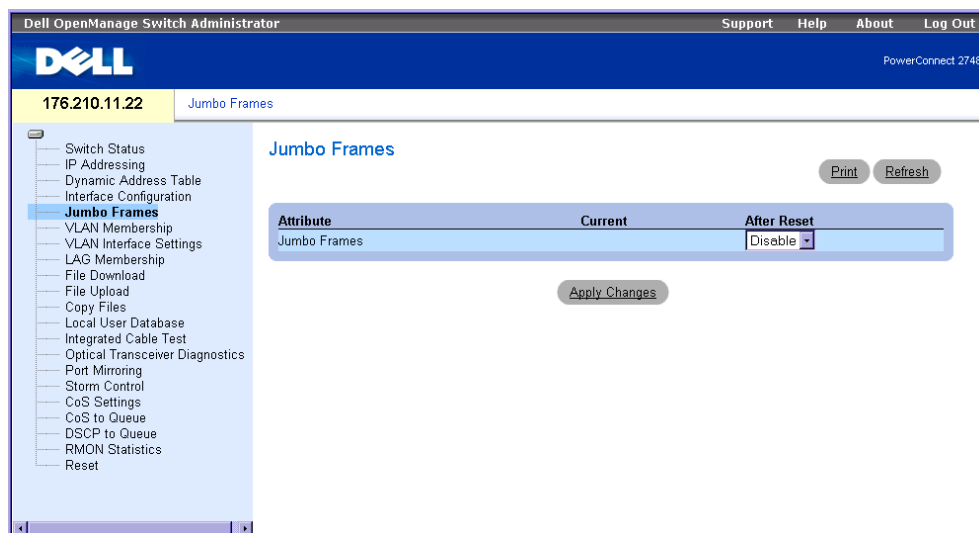 Dell OpenManage Switch Administrator
Support Help About Log Out
DELL
PowerConnect 2748
176.210.11.22
Jumbo Frames
Switch Status
IP Addressing
Dynamic Address Table
Interface Configuration
Jumbo Frames
VLAN Membership
VLAN Interface Settings
LAG Membership
File Download
File Upload
Copy Files
Local User Database
Integrated Cable Test
Optical Transceiver Diagnostics
Port Mirroring
Storm Control
CoS Settings
CoS to Queue
DSCP to Queue
RMON Statistics
Reset
Jumbo Frames
Print Refresh
Attribute Current After Reset
Jumbo Frames Disable
Apply Changes